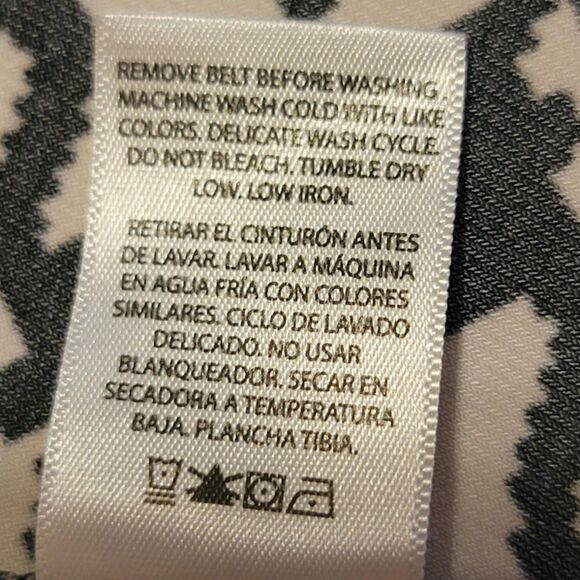 REMOVE BELT BEFORE WASHING.
MACHINE WASH COLD WITH LIKE
COLORS. DELICATE WASH CYCLE.
DO NOT BLEACH. TUMBLE DRY
LOW. LOW IRON.
RETIRAR EL CINTURÓN ANTES
DE LAVAR. LAVAR A MÁQUINA
EN AGUA FRÍA CON COLORES
SIMILARES. CICLO DE LAVADO
DELICADO. NO USAR
BLANQUEADOR. SECAR EN
SECADORA A TEMPERATURA
BAJA. PLANCHA TIBIA.